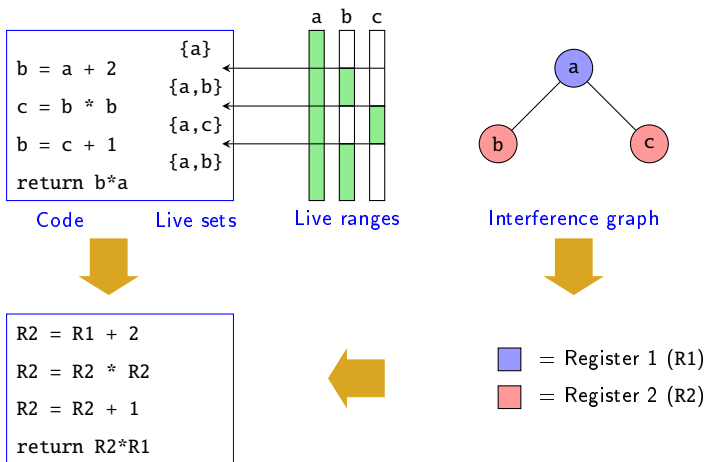 a b c
{a}
b = a + 2
{a,b}
c = b * b
{a,c}
b = c + 1
{a,b}
return b*a
Code
Live sets
Live ranges
a
b
c
Interference graph
R2 = R1 + 2
R2 = R2 * R2
R2 = R2 + 1
return R2*R1
= Register 1 (R1)
= Register 2 (R2)